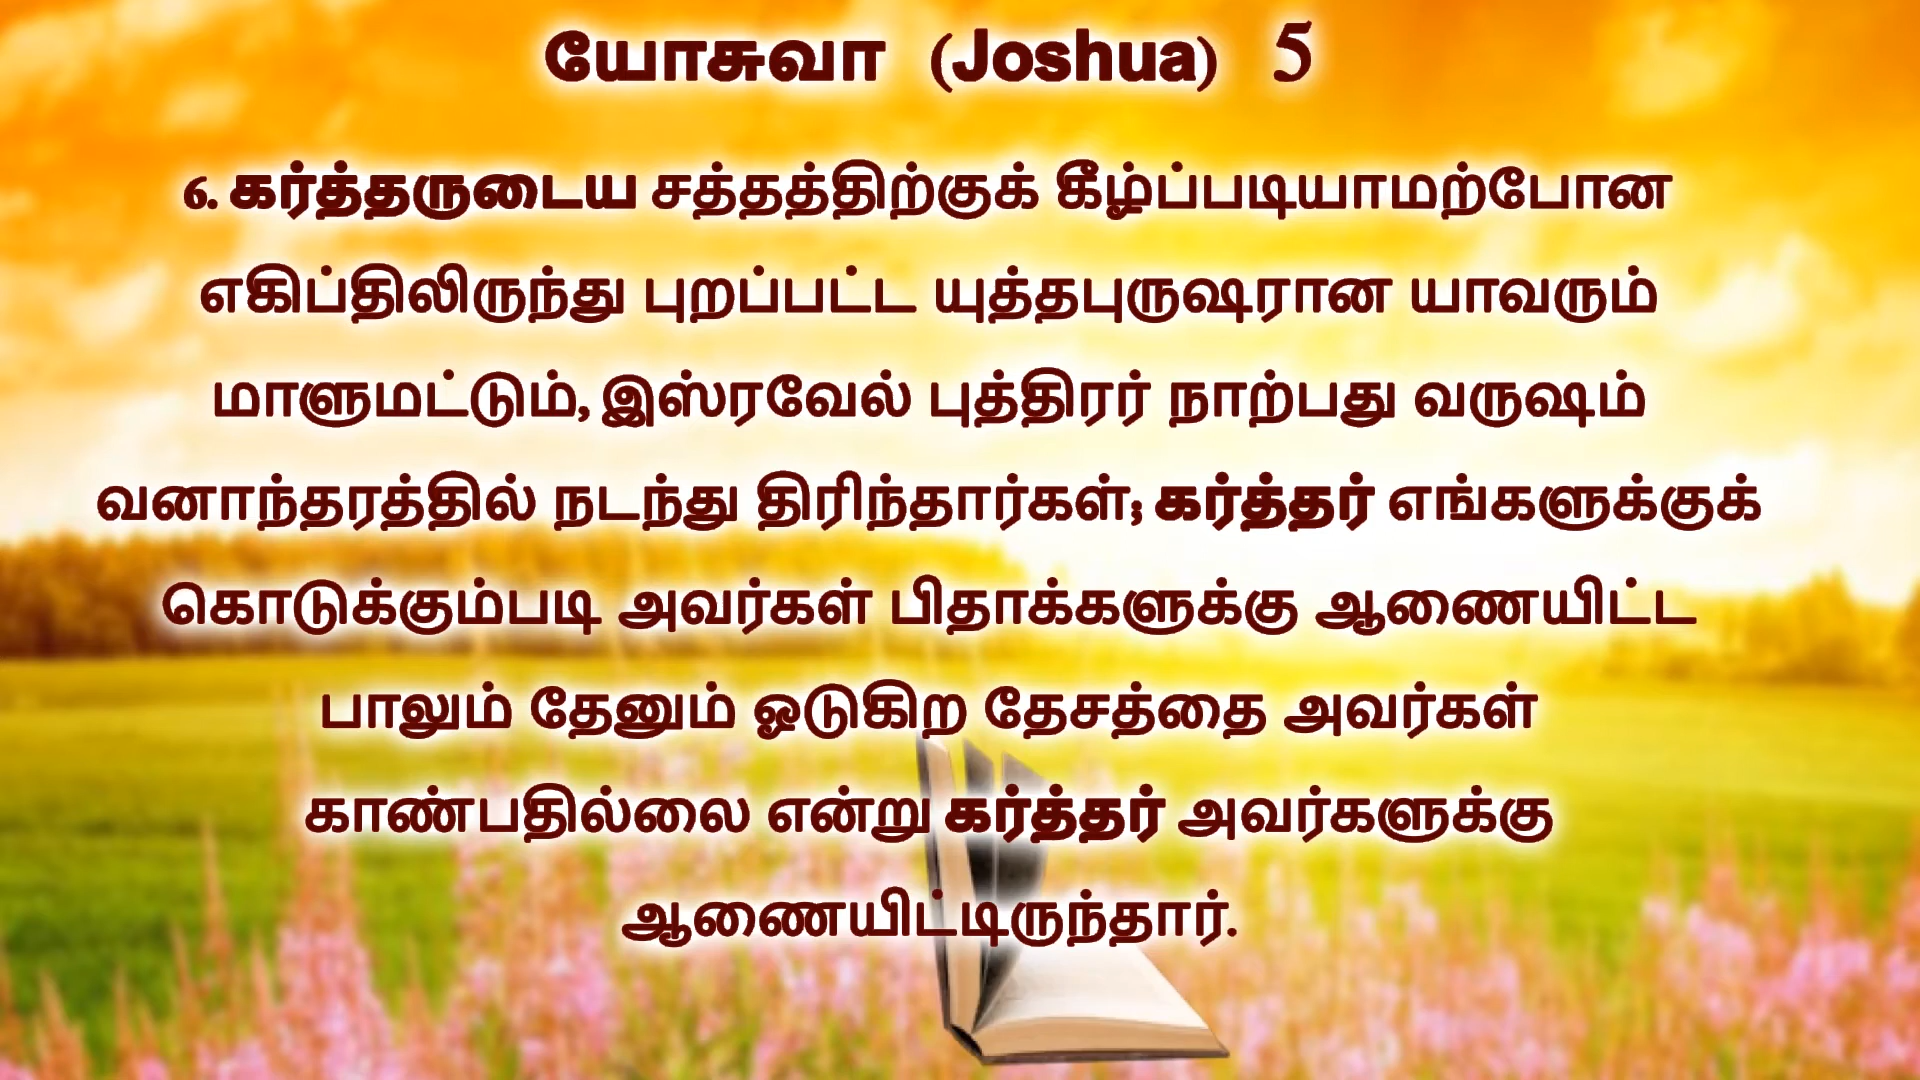 யோசுவா (Joshua) 5
6. கர்த்தருடைய சத்தத்திற்குக் கீழ்ப்படியாமற்போன
எகிப்திலிருந்து புறப்பட்ட யுத்தபுருஷரான யாவரும்
மாளுமட்டும், இஸ்ரவேல் புத்திரர் நாற்பது வருஷம்
வனாந்தரத்தில் நடந்து திரிந்தார்கள்; கர்த்தர் எங்களுக்குக்
கொடுக்கும்படி அவர்கள் பிதாக்களுக்கு ஆணையிட்ட
பாலும் தேனும் ஓடுகிற தேசத்தை அவர்கள்
காண்பதில்லை என்று கர்த்தர் அவர்களுக்கு
ஆணையிட்டிருந்தார்.